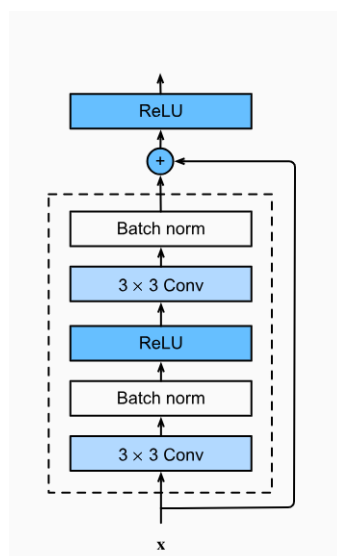 ReLU
+
Batch norm
3 × 3 Conv
ReLU
Batch norm
3 × 3 Conv
x